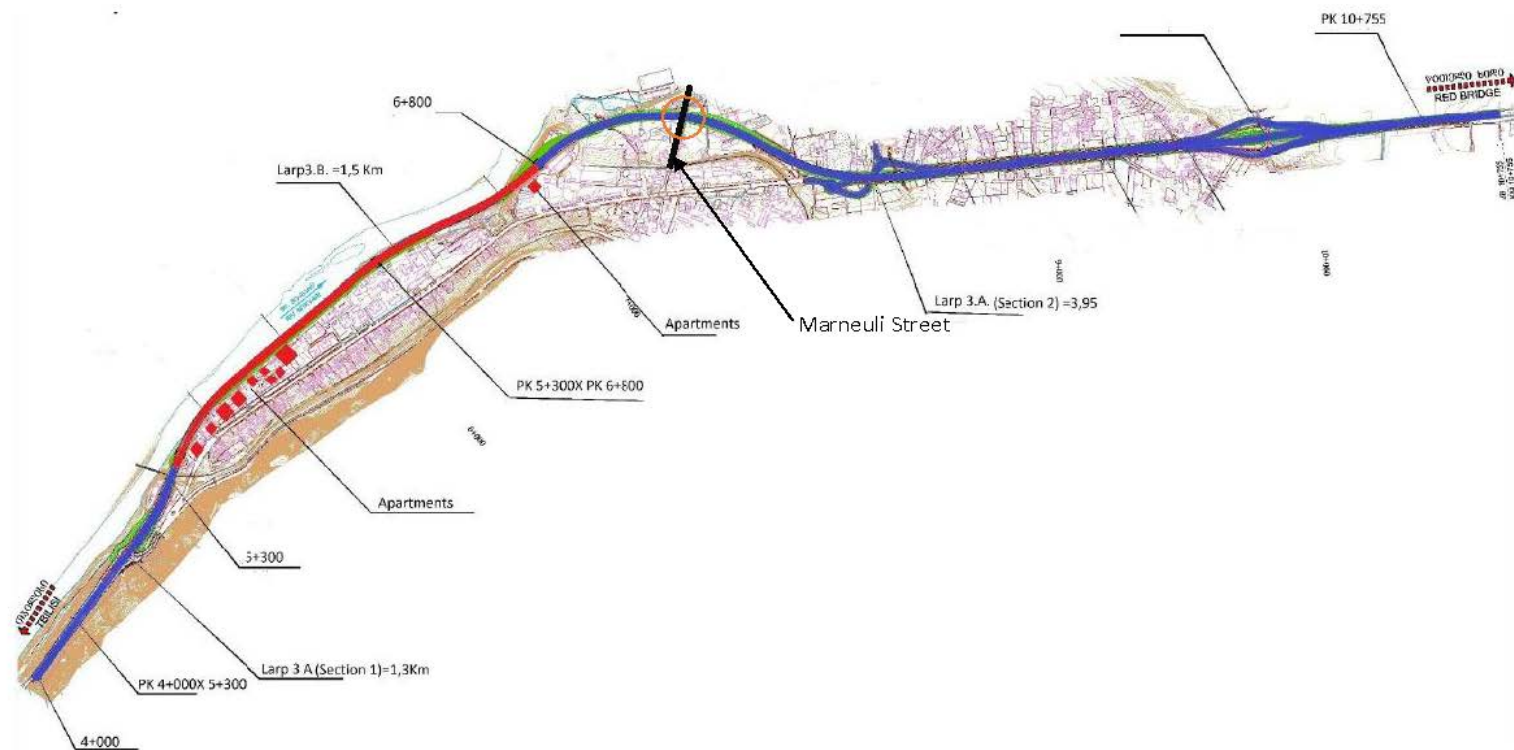 PK 10+755
RED BRIDGE
6+800
Larp3.B. =1,5 Km
Larp 3.A. (Section 2) =3,95
Apartments
Marneuli Street
PK 5+300X PK 6+800
6+000
Apartments
5+300
TBILISI
Larp 3 A (Section 1)=1,3Km
PK 4+000X 5+300
4+000